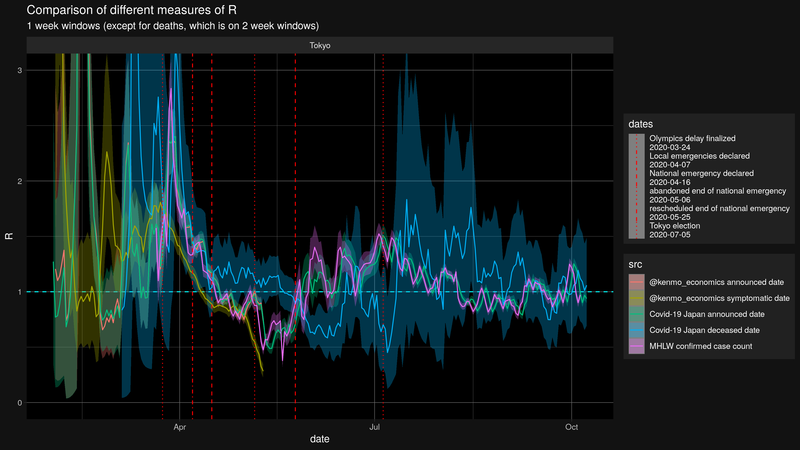 Comparison of different measures of R
1 week windows (except for deaths, which is on 2 week windows)
Tokyo
3
2
1
0
R
Apr
Jul
Oct
date
dates
Olympics delay finalized
2020-03-24
Local emergencies declared
2020-04-07
National emergency declared
2020-04-16
abandoned end of national emergency
2020-05-06
rescheduled end of national emergency
2020-05-25
Tokyo election
2020-07-05
src
@kenmo_economics announced date
@kenmo_economics symptomatic date
Covid-19 Japan announced date
Covid-19 Japan deceased date
MHLW confirmed case count